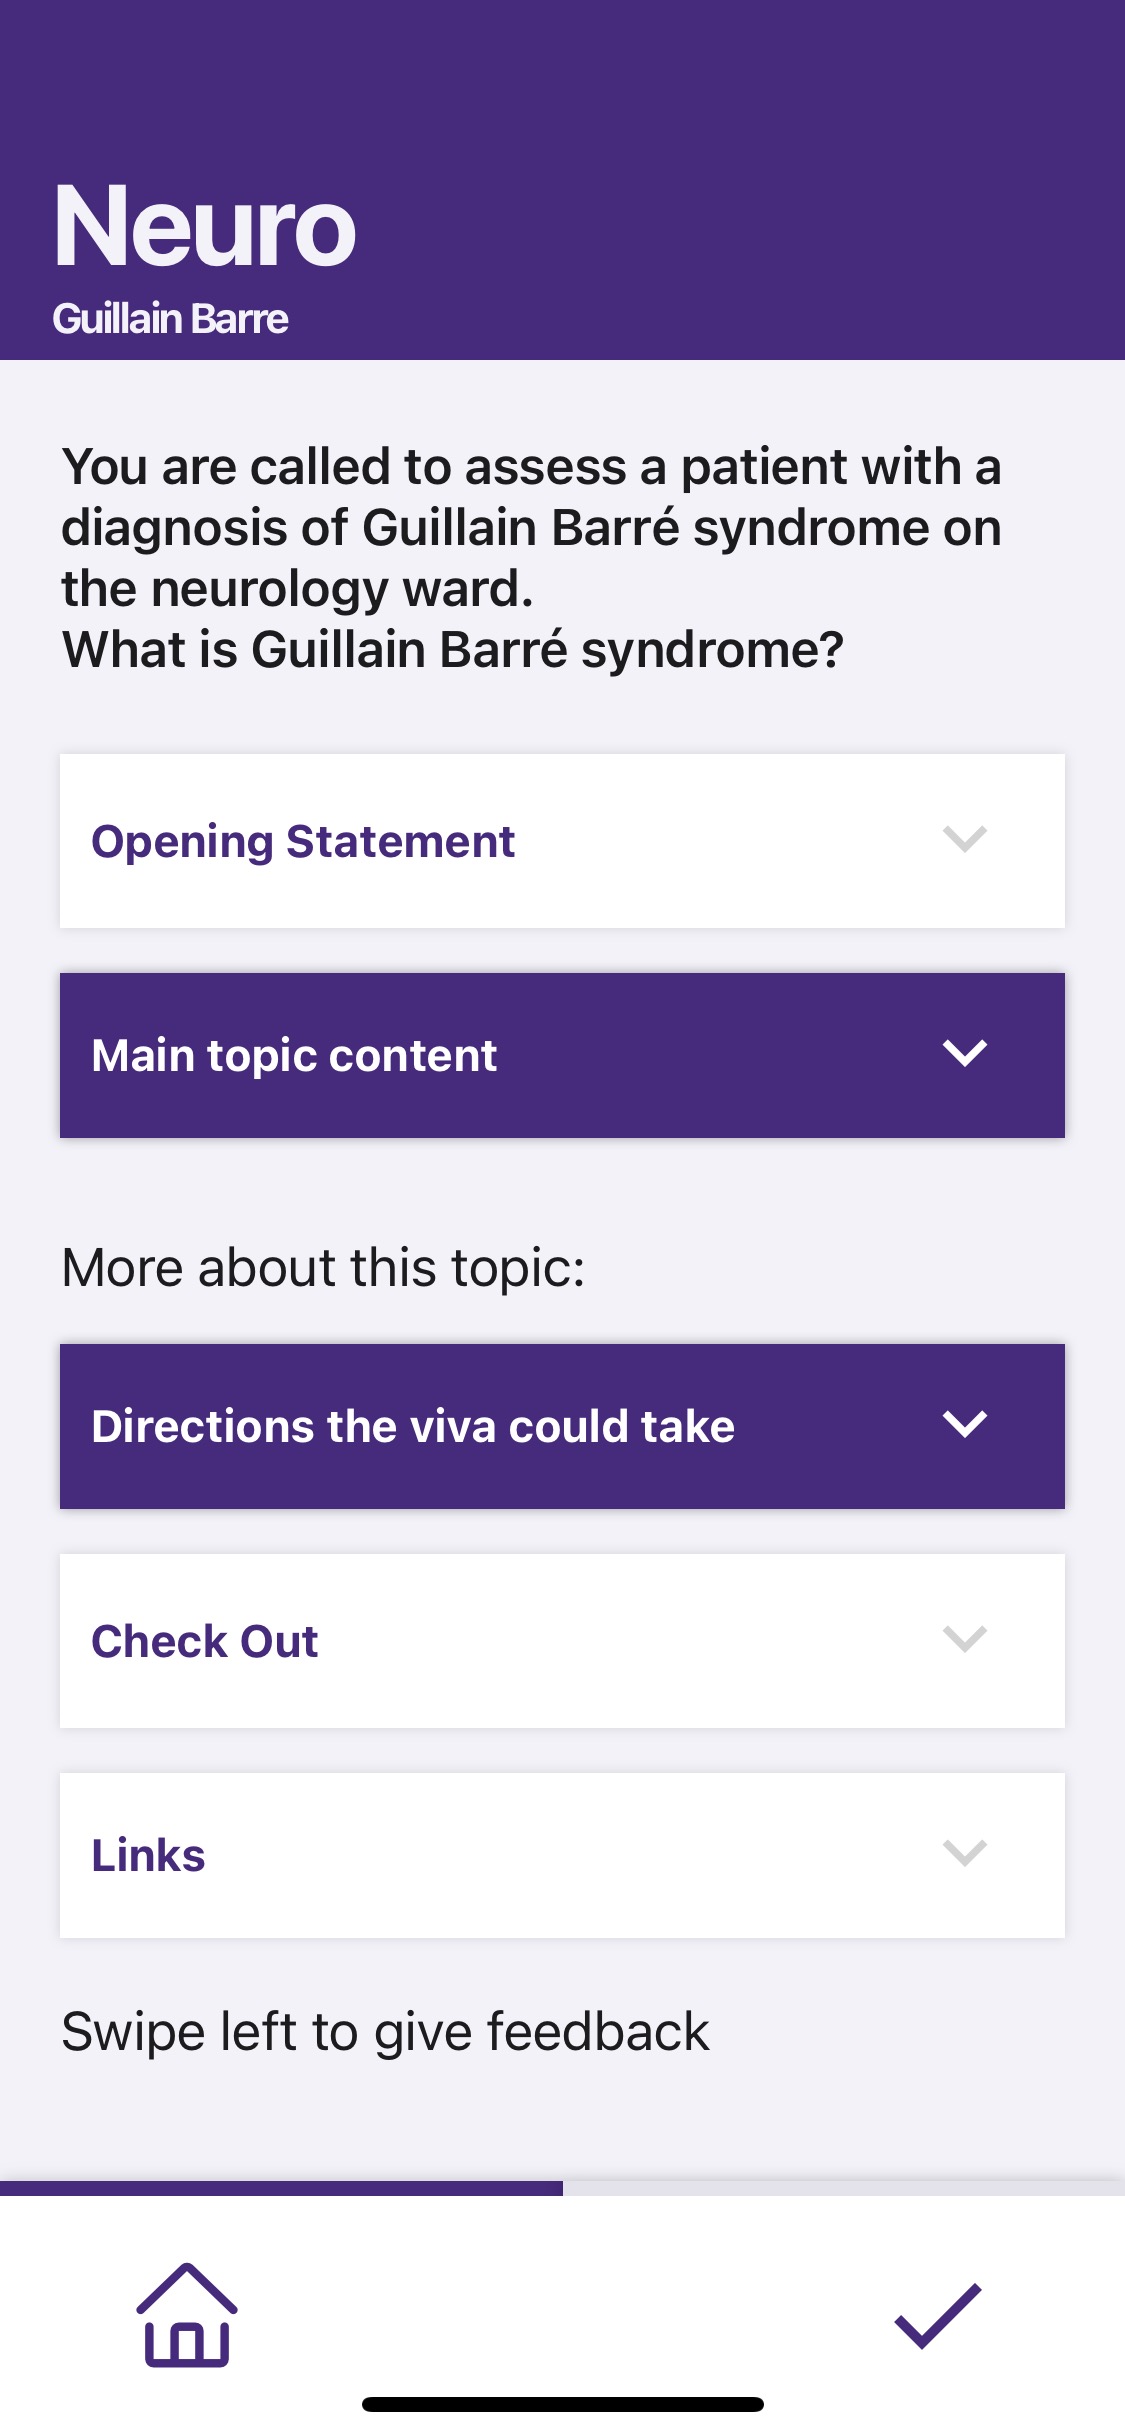 Neuro
Guillain Barre
You are called to assess a patient with a
diagnosis of Guillain Barré syndrome on
the neurology ward.
What is Guillain Barré syndrome?
Opening Statement
Main topic content
More about this topic:
Directions the viva could take
Check Out
Links
Swipe left to give feedback